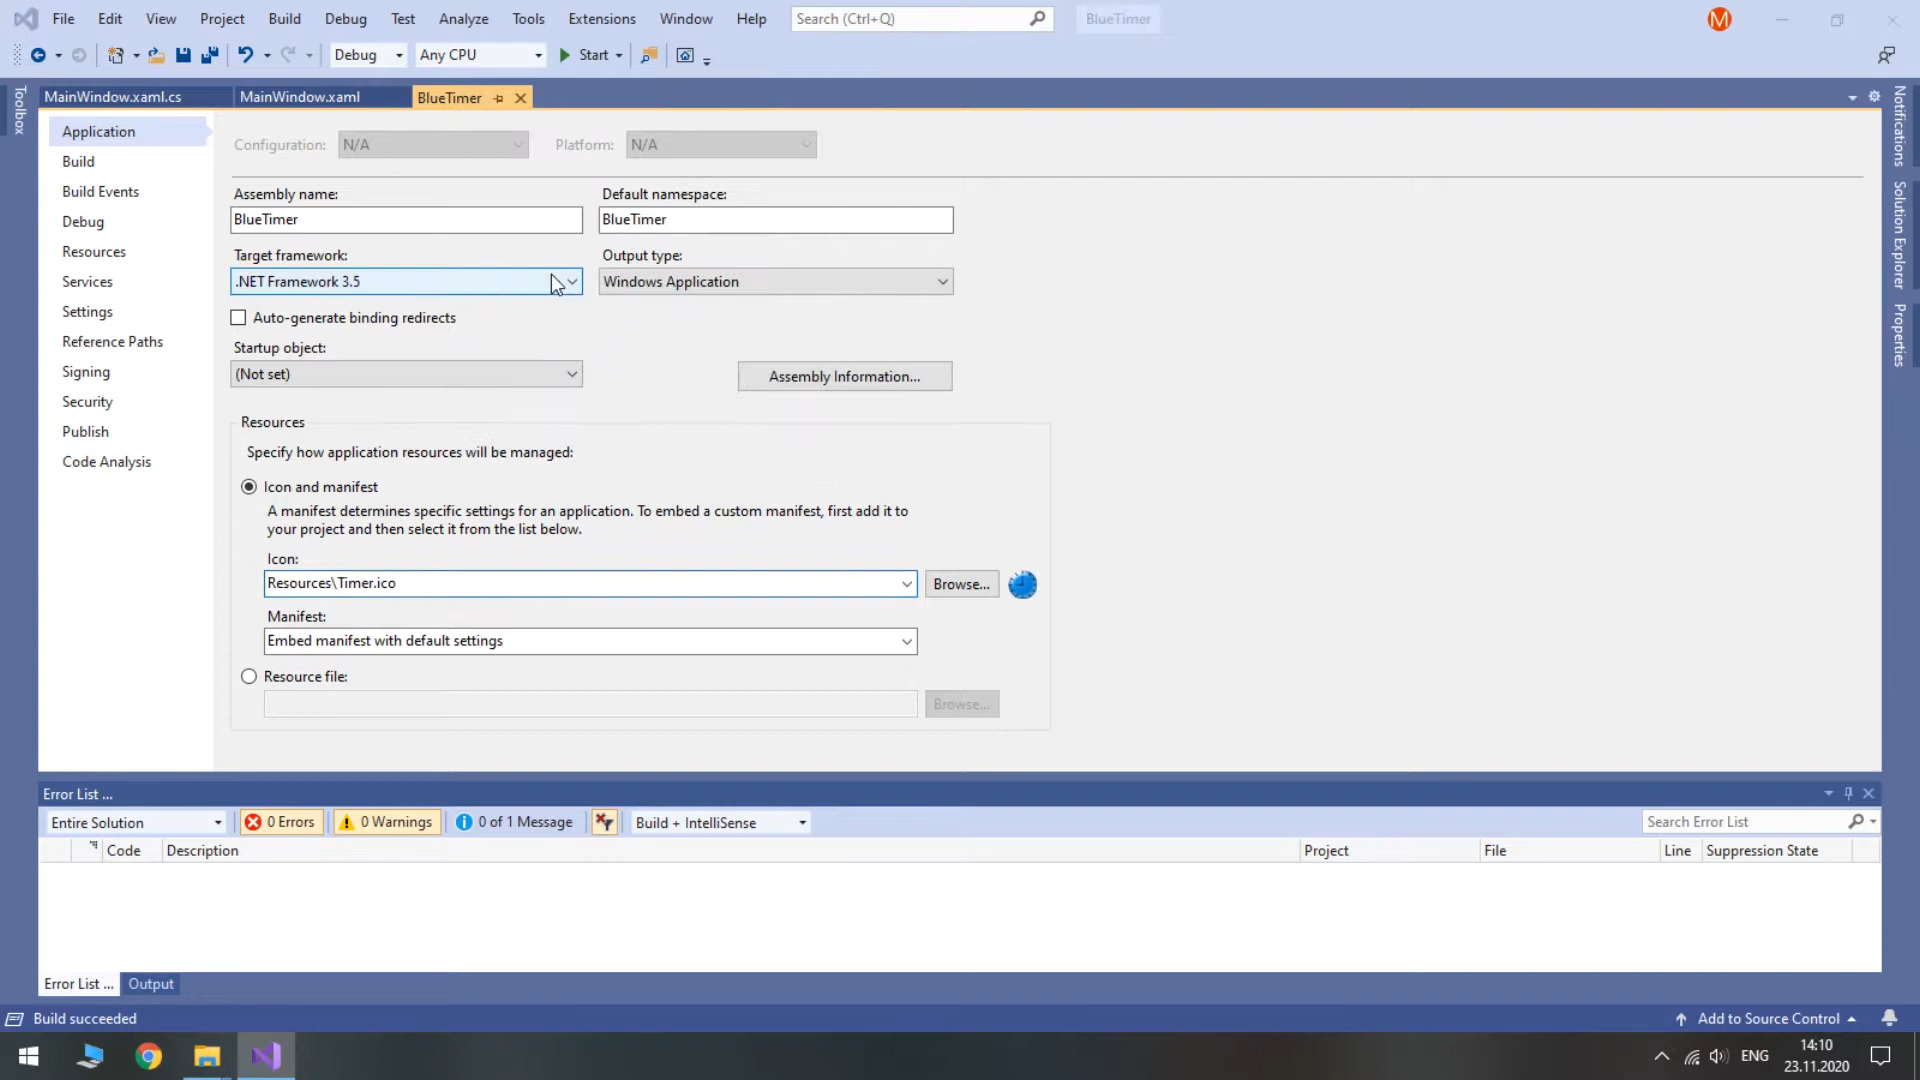 File Edit View Project Build Debug Test Analyze Tools Extensions Window Help Search (Ctrl+Q) M BlueTimer
Debug Any CPU Start
Toolbox
MainWindow.xaml.cs MainWindow.xaml BlueTimer
Notifications
Solution Explorer
Properties
Application
Build
Build Events
Debug
Resources
Services
Settings
Reference Paths
Signing
Security
Publish
Code Analysis
Configuration: N/A Platform: N/A
Assembly name: Default namespace:
BlueTimer BlueTimer
Target framework: Output type:
.NET Framework 3.5 Windows Application
Auto-generate binding redirects
Startup object:
(Not set) Assembly Information...
Resources
Specify how application resources will be managed:
Icon and manifest
A manifest determines specific settings for an application. To embed a custom manifest, first add it to
your project and then select it from the list below.
Icon:
Resources\Timer.ico Browse...
Manifest:
Embed manifest with default settings
Resource file:
Browse...
Error List ...
Entire Solution 0 Errors 0 Warnings 0 of 1 Message Build + IntelliSense Search Error List
Code Description Project File Line Suppression State
Error List ... Output
Build succeeded Add to Source Control
ENG 14:10
23.11.2020